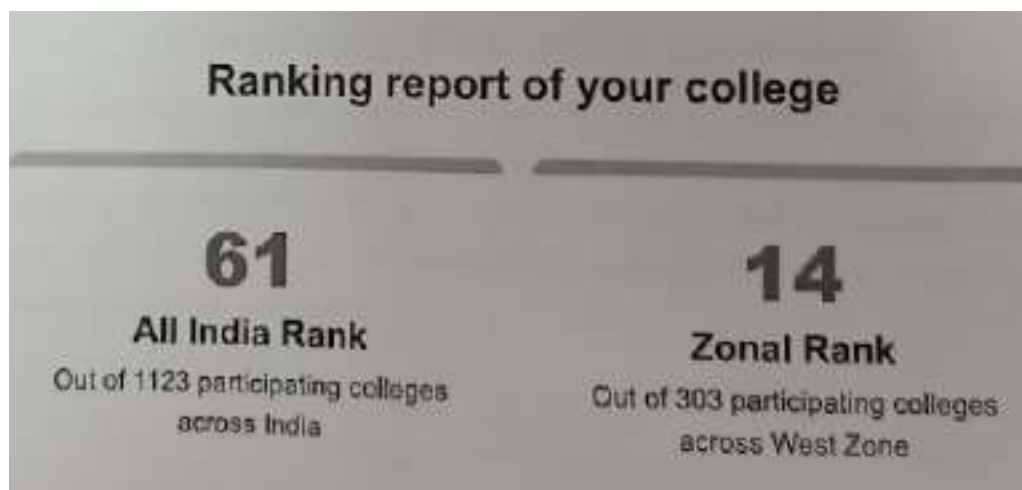 Ranking report of your college
61
All India Rank
Out of 1123 participating colleges
across India
14
Zonal Rank
Out of 303 participating colleges
across West Zone